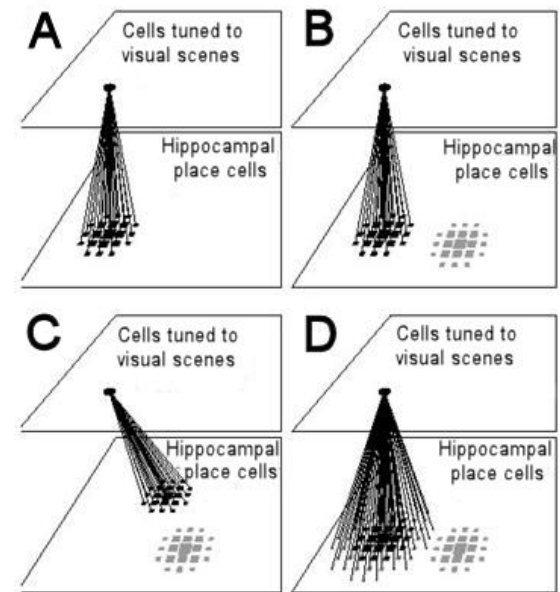 A
Cells tuned to
visual scenes
Hippocampal
place cells
B
Cells tuned to
visual scenes
Hippocampal
place cells
C
Cells tuned to
visual scenes
Hippocampal
place cells
D
Cells tuned to
visual scenes
Hippocampal
place cells